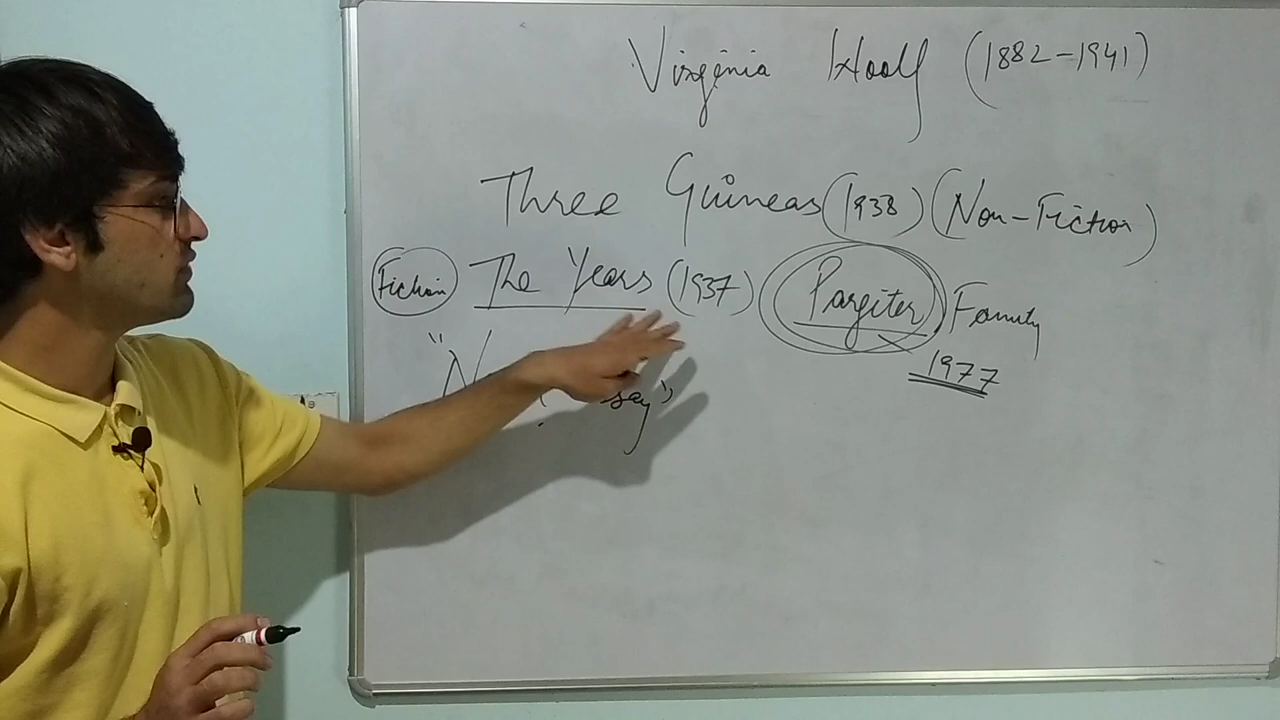 Virginia Woolf (1882-1941)
Three Guineas (1938) (Non-Fiction)
Fiction The Years (1937) Pargiter Family
1977